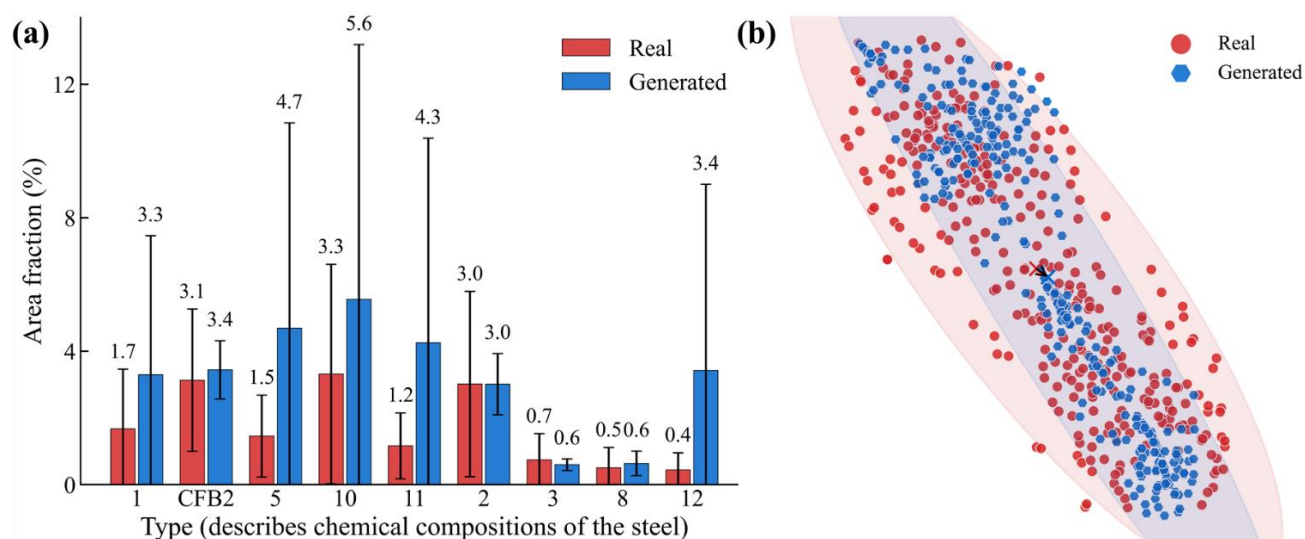 (a)
Real
Generated
Area fraction (%)
12
8
4
0
1.7
3.3
3.1
3.4
1.5
4.7
3.3
5.6
1.2
4.3
3.0
3.0
0.7
0.6
0.5
0.6
0.4
3.4
1 CFB2 5 10 11 2 3 8 12
Type (describes chemical compositions of the steel)
(b)
Real
Generated